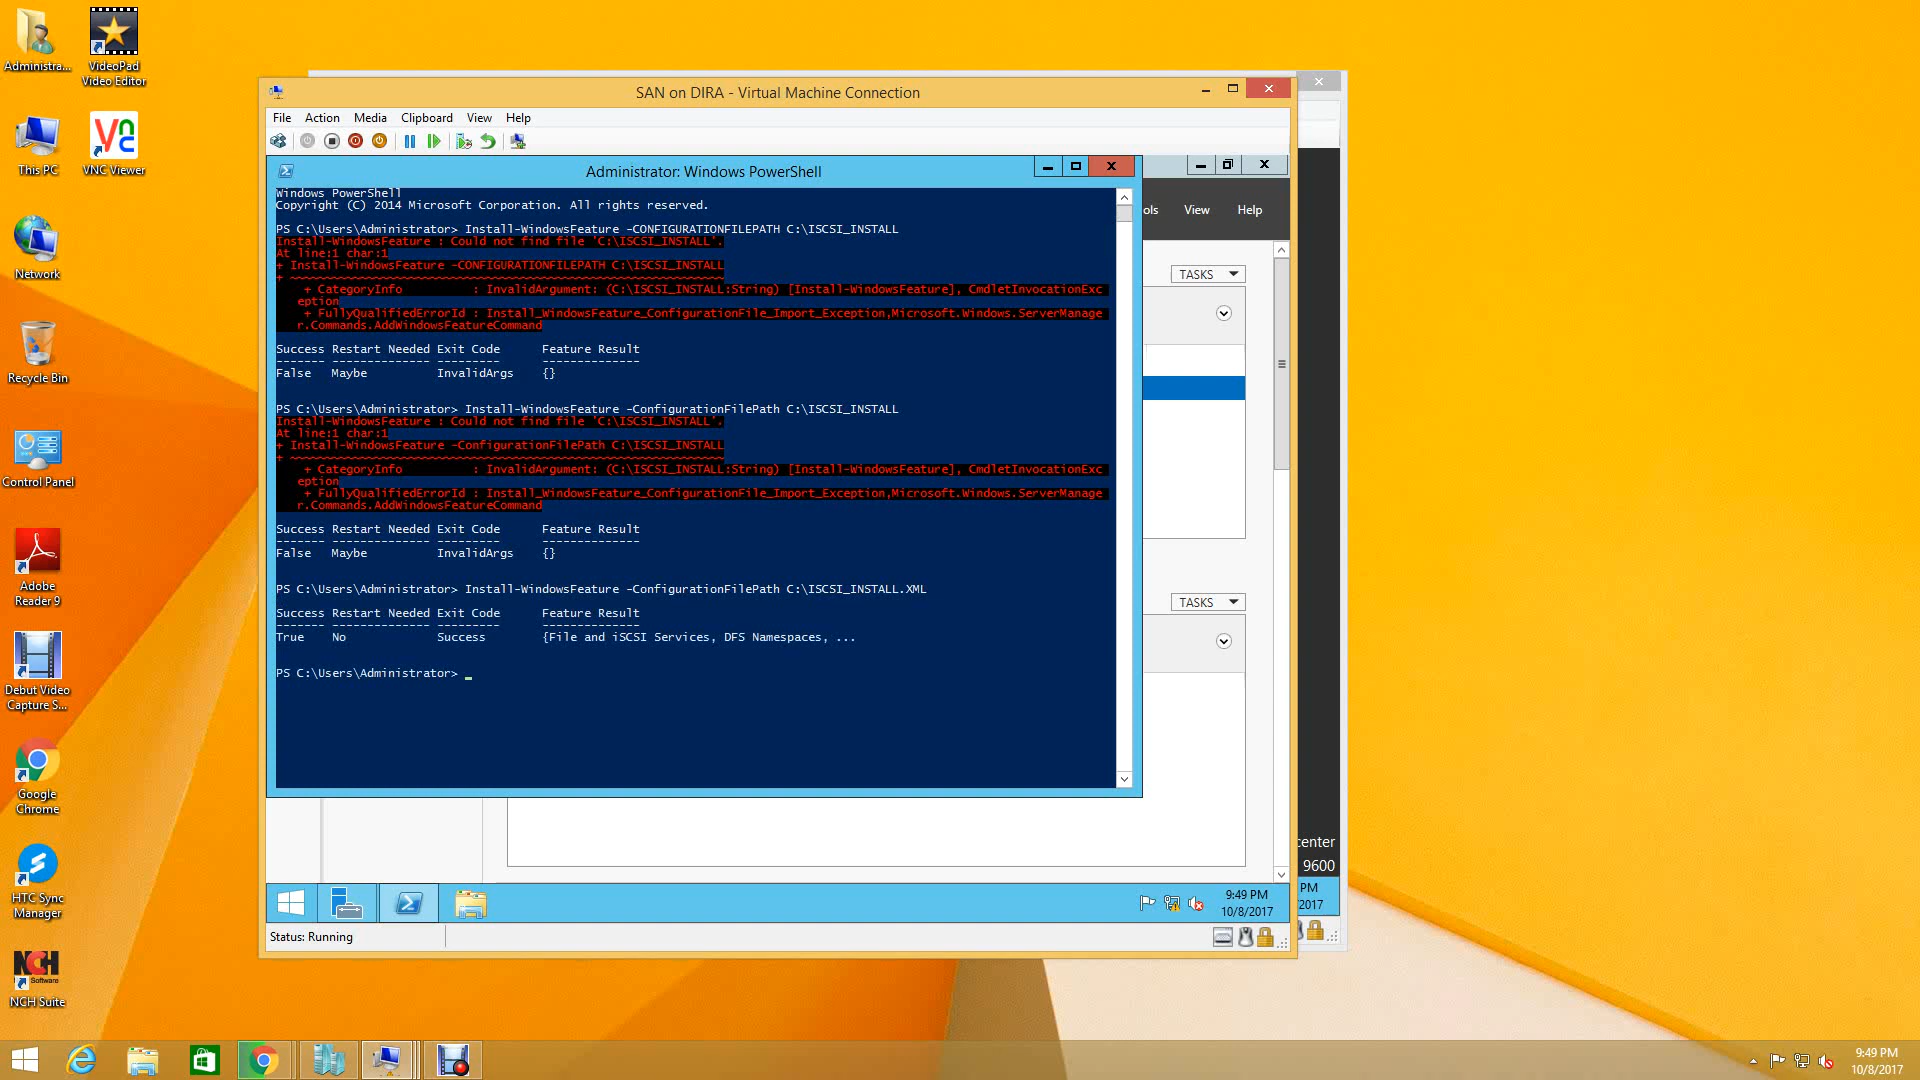 Administra...
VideoPad
Video Editor
This PC
VNC Viewer
Network
Recycle Bin
Control Panel
Adobe
Reader 9
Debut Video
Capture S...
Google
Chrome
HTC Sync
Manager
NCH
Software
NCH Suite
SAN on DIRA - Virtual Machine Connection
File Action Media Clipboard View Help
Administrator: Windows PowerShell
ols View Help
TASKS
TASKS
Windows PowerShell
Copyright (C) 2014 Microsoft Corporation. All rights reserved.
PS C:\Users\Administrator> Install-WindowsFeature -CONFIGURATIONFILEPATH C:\ISCSI_INSTALL
Install-WindowsFeature : Could not find file 'C:\ISCSI_INSTALL'.
At line:1 char:1
+ Install-WindowsFeature -CONFIGURATIONFILEPATH C:\ISCSI_INSTALL
+ ~~~~~~~~~~~~~~~~~~~~~~~~~~~~~~~~~~~~~~~~~~~~~~~~~~~~~~~~~~~~~~
+ CategoryInfo : InvalidArgument: (C:\ISCSI_INSTALL:String) [Install-WindowsFeature], CmdletInvocationExc
eption
+ FullyQualifiedErrorId : Install_WindowsFeature_ConfigurationFile_Import_Exception,Microsoft.Windows.ServerManage
r.Commands.AddWindowsFeatureCommand
Success Restart Needed Exit Code Feature Result
------- -------------- --------- --------------
False Maybe InvalidArgs {}
PS C:\Users\Administrator> Install-WindowsFeature -ConfigurationFilePath C:\ISCSI_INSTALL
Install-WindowsFeature : Could not find file 'C:\ISCSI_INSTALL'.
At line:1 char:1
+ Install-WindowsFeature -ConfigurationFilePath C:\ISCSI_INSTALL
+ ~~~~~~~~~~~~~~~~~~~~~~~~~~~~~~~~~~~~~~~~~~~~~~~~~~~~~~~~~~~~~~
+ CategoryInfo : InvalidArgument: (C:\ISCSI_INSTALL:String) [Install-WindowsFeature], CmdletInvocationExc
eption
+ FullyQualifiedErrorId : Install_WindowsFeature_ConfigurationFile_Import_Exception,Microsoft.Windows.ServerManage
r.Commands.AddWindowsFeatureCommand
Success Restart Needed Exit Code Feature Result
------- -------------- --------- --------------
False Maybe InvalidArgs {}
PS C:\Users\Administrator> Install-WindowsFeature -ConfigurationFilePath C:\ISCSI_INSTALL.XML
Success Restart Needed Exit Code Feature Result
------- -------------- --------- --------------
True No Success {File and iSCSI Services, DFS Namespaces, ...
PS C:\Users\Administrator> _
center
9600
PM
2017
9:49 PM
10/8/2017
Status: Running
9:49 PM
10/8/2017